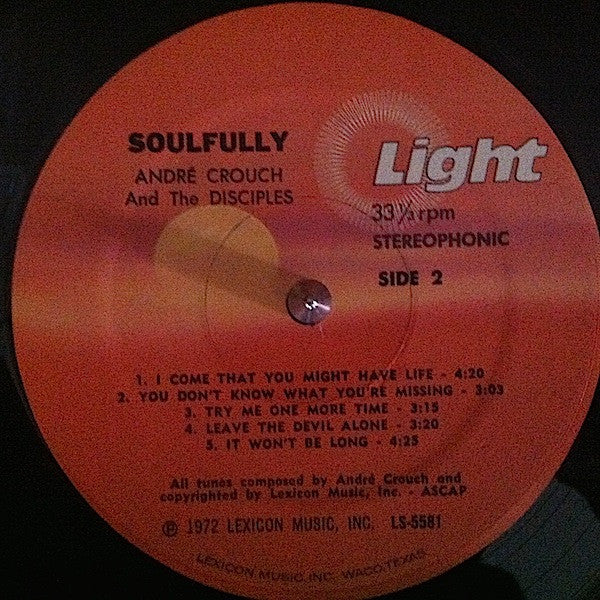 SOULFULLY
ANDRÉ CROUCH
And The DISCIPLES
Light
33⅓ rpm
STEREOPHONIC
SIDE 2
1. I COME THAT YOU MIGHT HAVE LIFE - 4:20
2. YOU DON'T KNOW WHAT YOU'RE MISSING - 3:03
3. TRY ME ONE MORE TIME - 3:15
4. LEAVE THE DEVIL ALONE - 3:20
5. IT WON'T BE LONG - 4:25
All tunes composed by André Crouch and
copyrighted by Lexicon Music, Inc. - ASCAP
℗ 1972 LEXICON MUSIC, INC. LS-5581
LEXICON MUSIC, INC. WACO, TEXAS